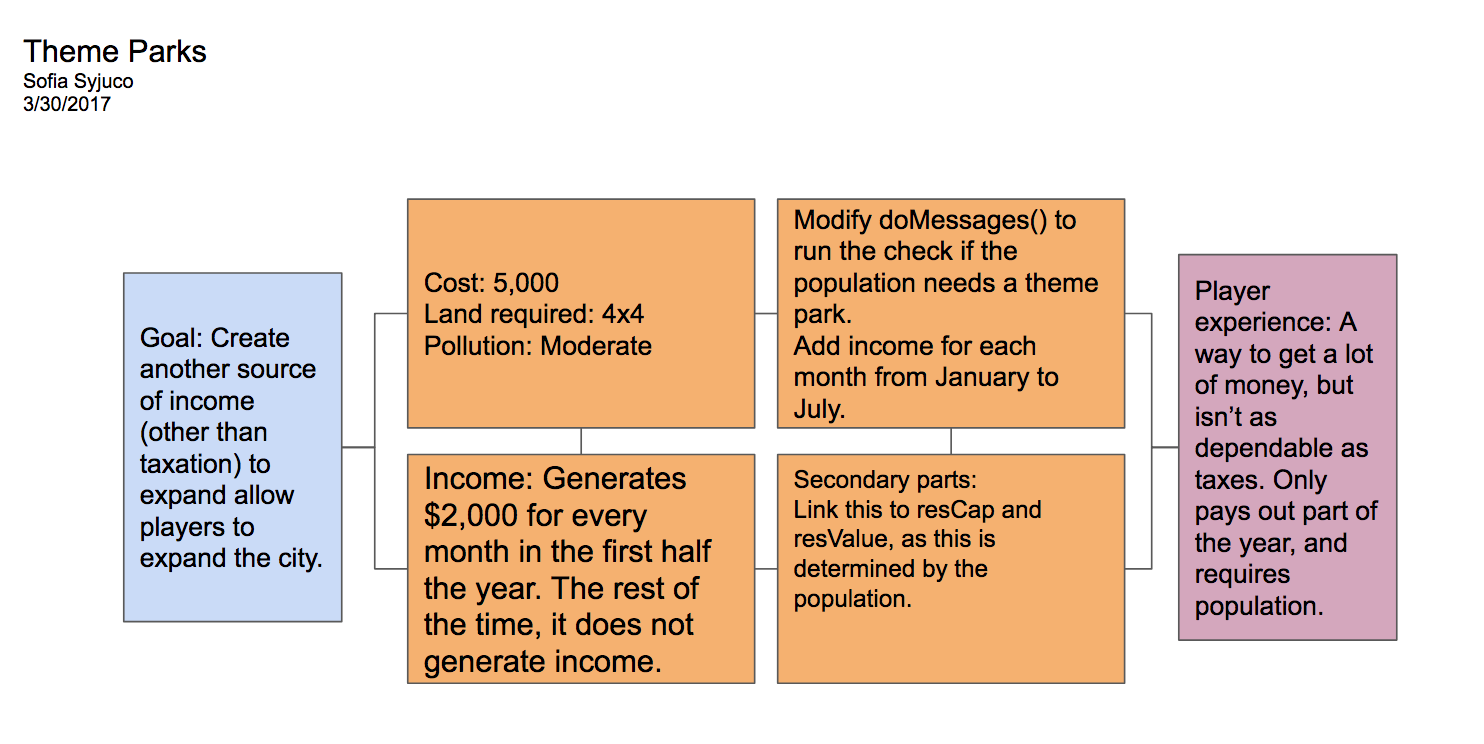 Theme Parks
Sofia Syjuco
3/30/2017
Goal: Create
another source
of income
(other than
taxation) to
expand allow
players to
expand the city.
Cost: 5,000
Land required: 4x4
Pollution: Moderate
Income: Generates
$2,000 for every
month in the first half
the year. The rest of
the time, it does not
generate income.
Modify doMessages() to
run the check if the
population needs a theme
park.
Add income for each
month from January to
July.
Secondary parts:
Link this to resCap and
resValue, as this is
determined by the
population.
Player
experience: A
way to get a lot
of money, but
isn’t as
dependable as
taxes. Only
pays out part of
the year, and
requires
population.